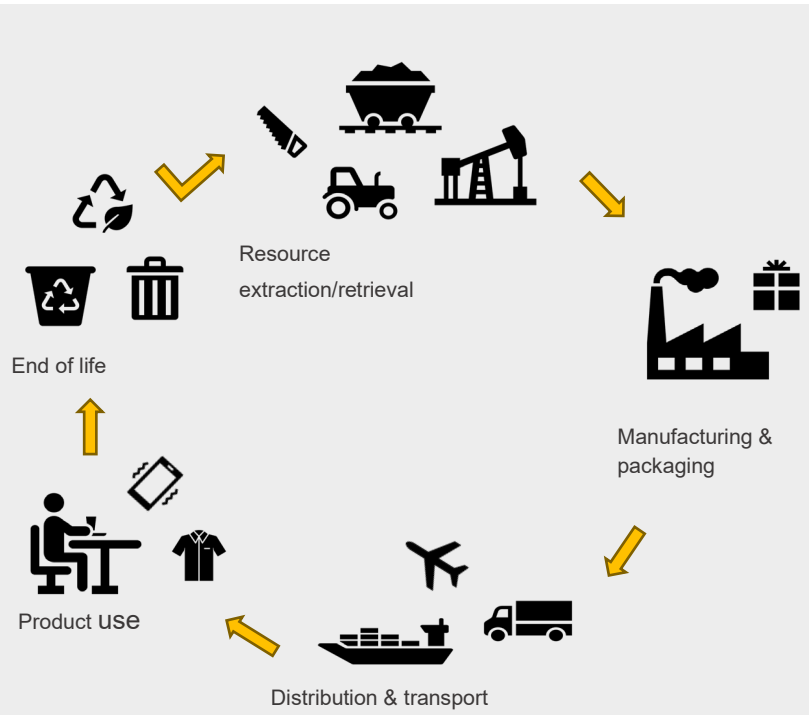 Resource
extraction/retrieval
Manufacturing &
packaging
Distribution & transport
Product use
End of life